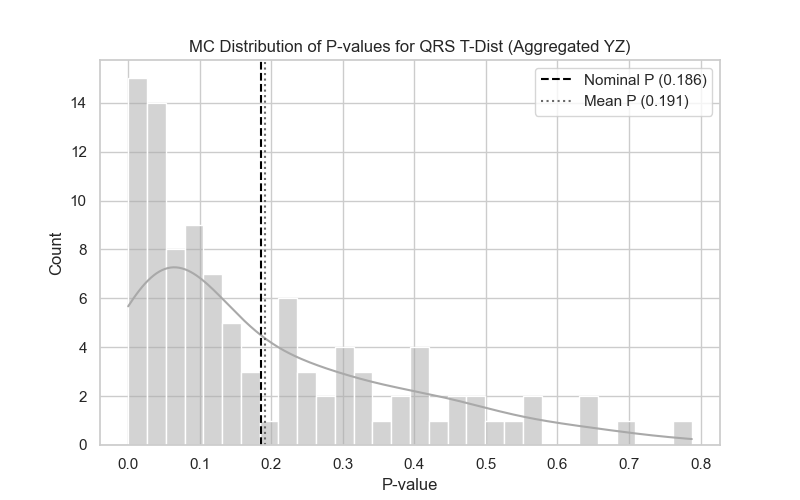 MC Distribution of P-values for QRS T-Dist (Aggregated YZ)
Nominal P (0.186)
Mean P (0.191)
Count
14
12
10
8
6
4
2
0
0.0 0.1 0.2 0.3 0.4 0.5 0.6 0.7 0.8
P-value